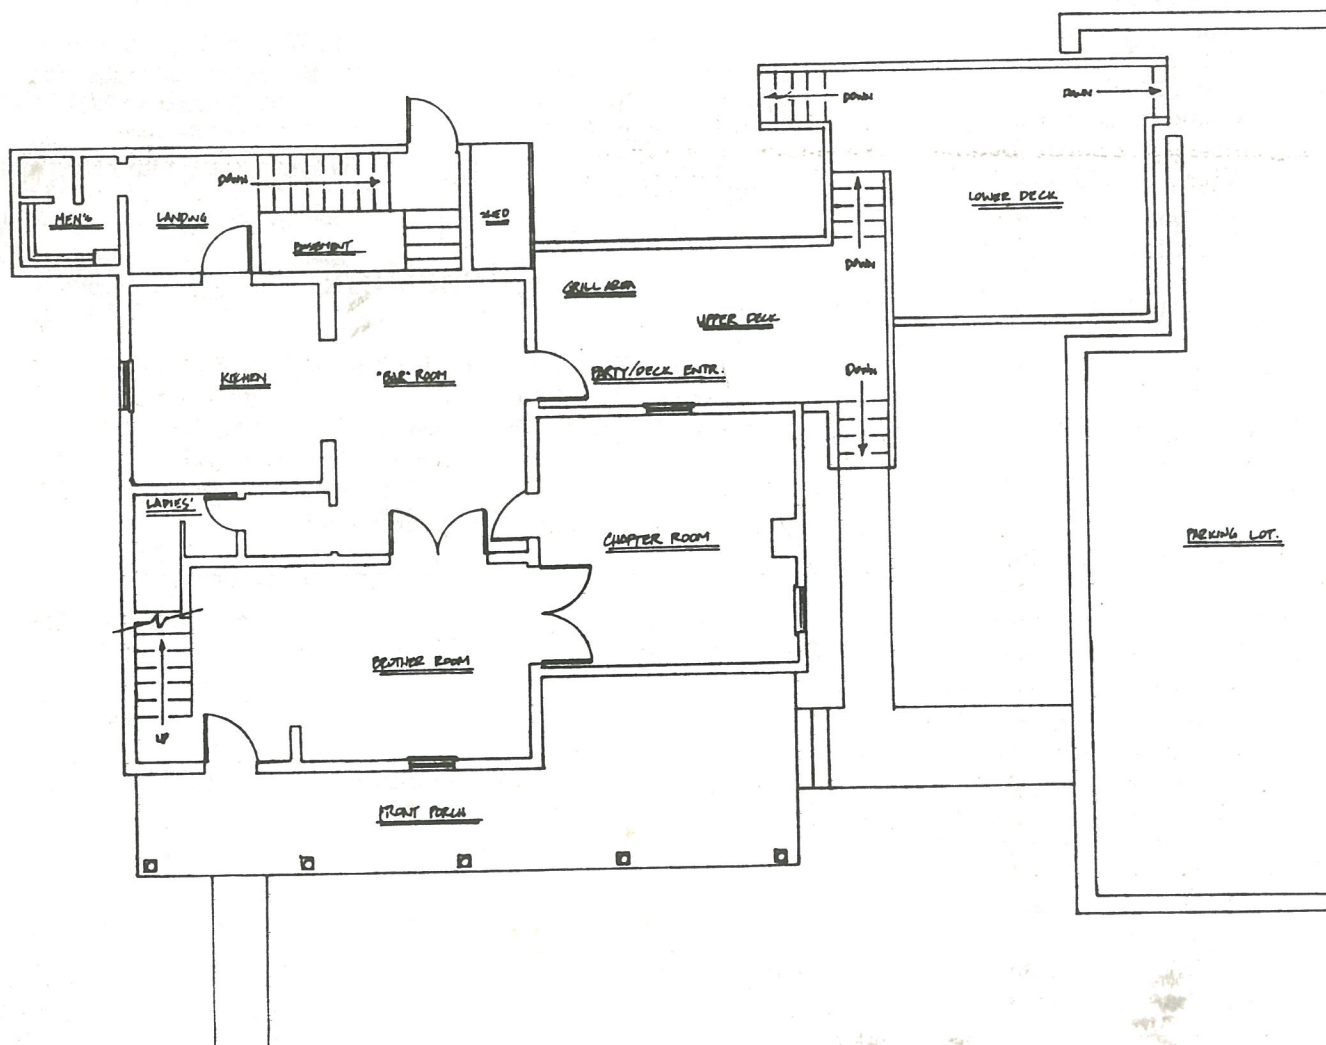 DOWN
DOWN
DOWN
MEN'S
LANDING
BASEMENT
SHED
LOWER DECK
DOWN
GRILL AREA
UPPER DECK
KITCHEN
"BAR" ROOM
PARTY/DECK ENTR.
DOWN
LADIES'
CHAPTER ROOM
PARKING LOT.
BROTHER ROOM
UP
FRONT PORCH